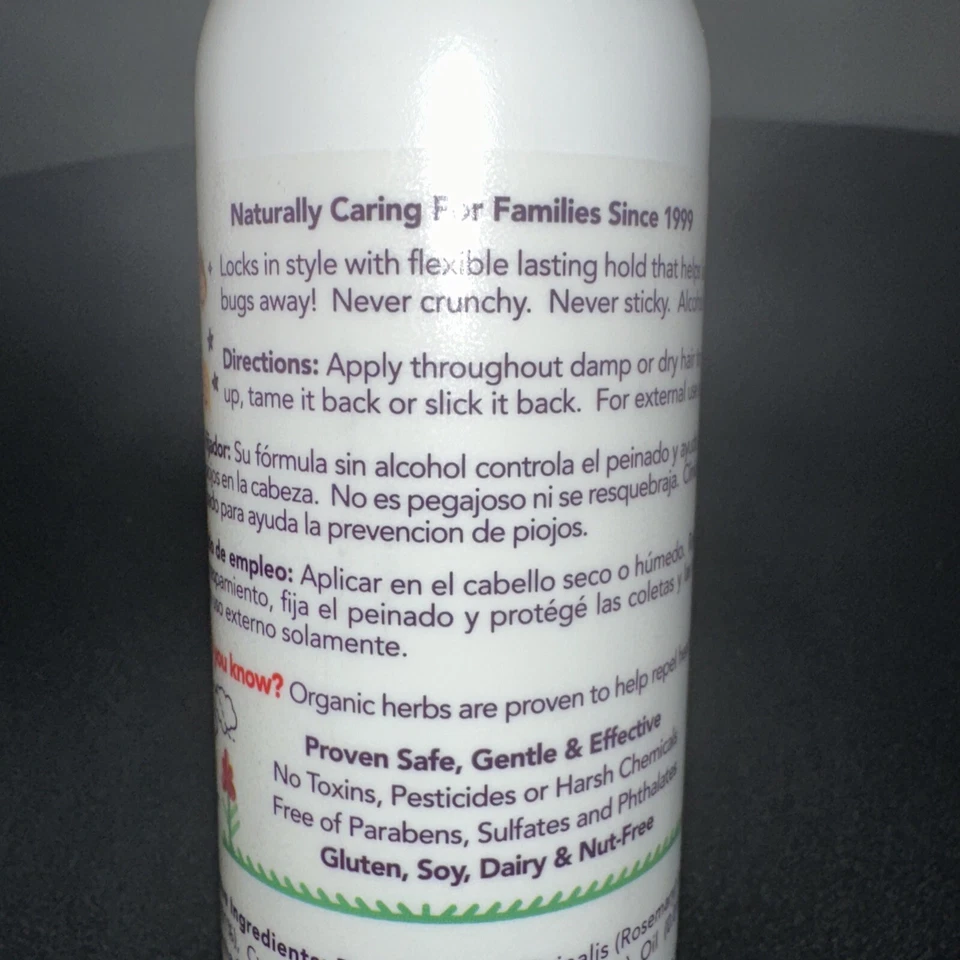 Naturally Caring For Families Since 1999
Locks in style with flexible lasting hold that helps
bugs away! Never crunchy. Never sticky.
Directions: Apply throughout damp or dry hair
up, tame it back or slick it back. For external use
Su fórmula sin alcohol controla el peinado y
en la cabeza. No es pegajoso ni se resquebraja.
para ayuda la prevencion de piojos.
de empleo: Aplicar en el cabello seco o húmedo.
fija el peinado y protégé las coletas y
externo solamente.
you know? Organic herbs are proven to help repel
Proven Safe, Gentle & Effective
No Toxins, Pesticides or Harsh Chemicals
Free of Parabens, Sulfates and Phthalates
Gluten, Soy, Dairy & Nut-Free
(Rosemary
Oil